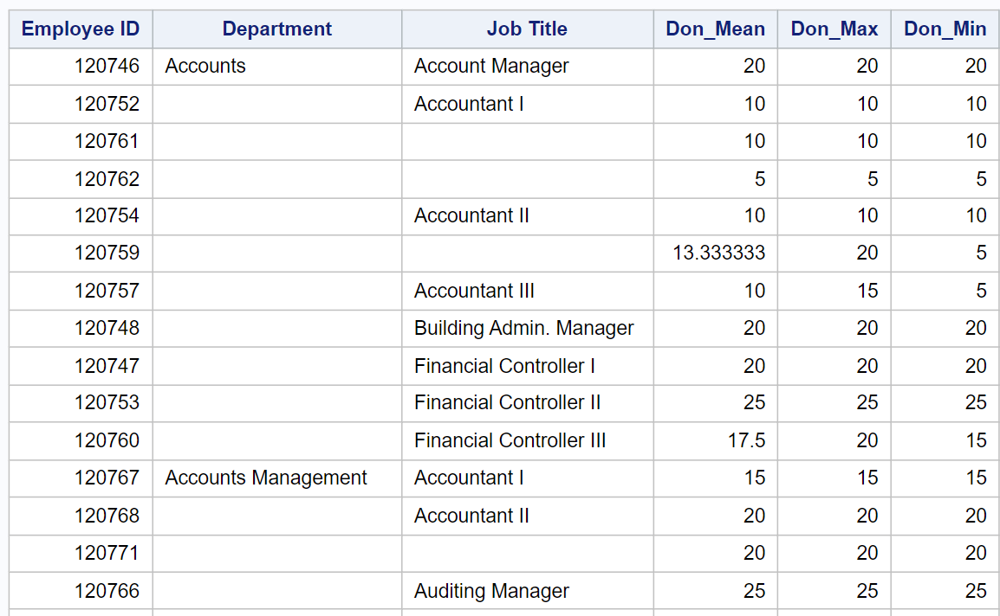 Employee ID Department Job Title Don_Mean Don_Max Don_Min
120746 Accounts Account Manager 20 20 20
120752 Accountant I 10 10 10
120761 10 10 10
120762 5 5 5
120754 Accountant II 10 10 10
120759 13.333333 20 5
120757 Accountant III 10 15 5
120748 Building Admin. Manager 20 20 20
120747 Financial Controller I 20 20 20
120753 Financial Controller II 25 25 25
120760 Financial Controller III 17.5 20 15
120767 Accounts Management Accountant I 15 15 15
120768 Accountant II 20 20 20
120771 20 20 20
120766 Auditing Manager 25 25 25